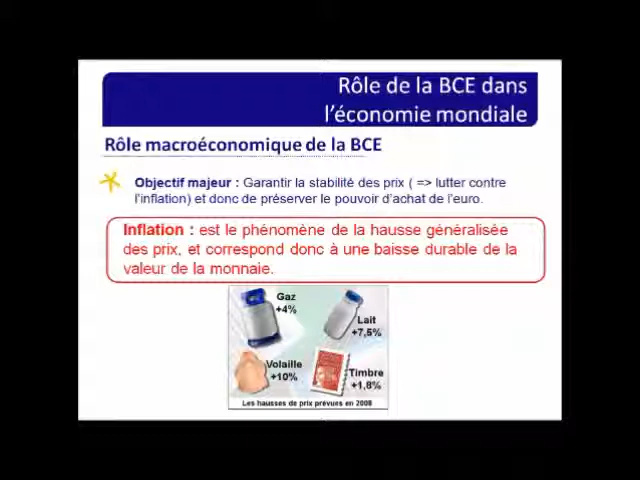 Rôle de la BCE dans
l'économie mondiale
Rôle macroéconomique de la BCE
Objectif majeur : Garantir la stabilité des prix ( => lutter contre
l'inflation) et donc de préserver le pouvoir d'achat de l'euro.
Inflation : est le phénomène de la hausse généralisée
des prix, et correspond donc à une baisse durable de la
valeur de la monnaie.
Gaz
+4%
Lait
+7,5%
Volaille
+10%
Timbre
+1,8%
Les hausses de prix prévues en 2008